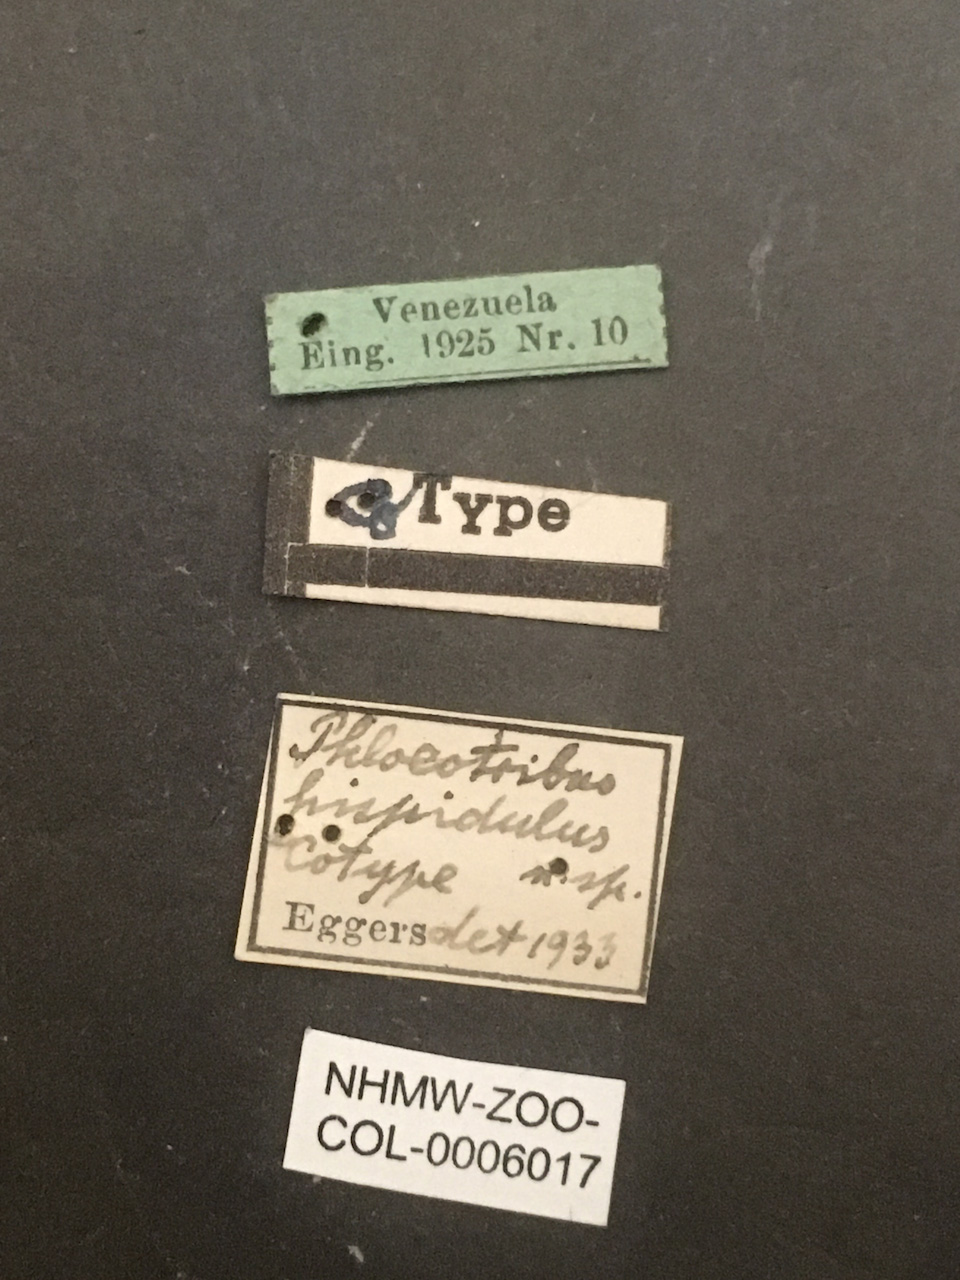 Venezuela
Eing. 1925 Nr. 10
Type
Phloeotribus
hispidulus
Cotype n. sp.
Eggers det 1933
NHMW-ZOO-
COL-0006017